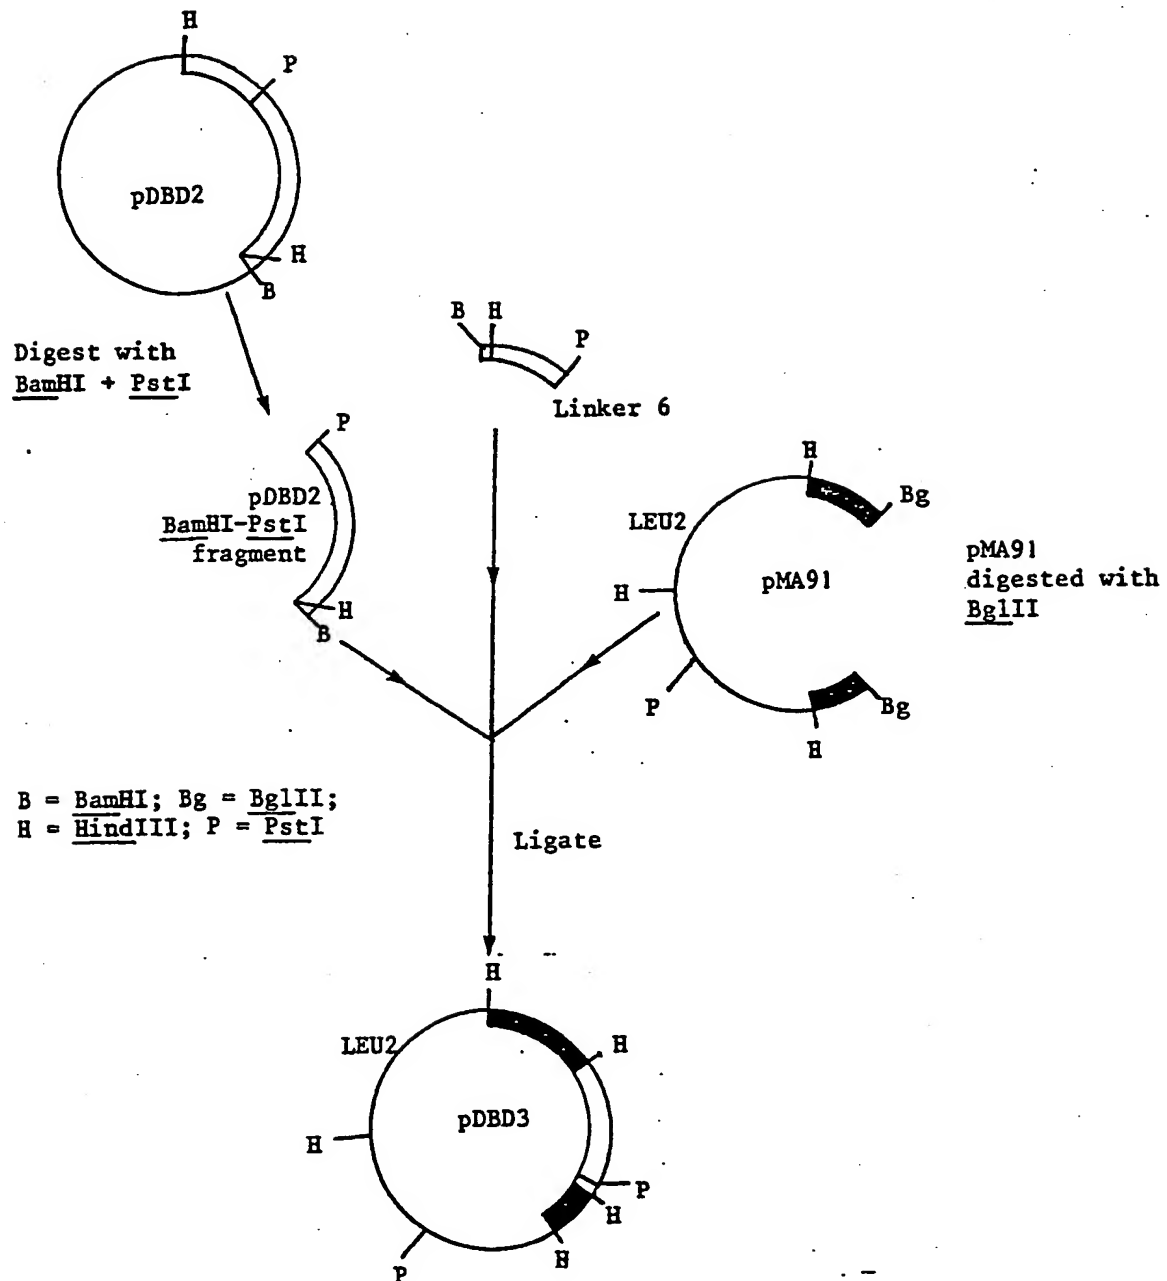 H
P
pDBD2
H
B
Digest with
BamHI + PstI
B H
P
Linker 6
P
pDBD2
BamHI-PstI
fragment
H
B
H
Bg
LEU2
pMA91
H
P
Bg
H
pMA91
digested with
BglII
B = BamHI; Bg = BglII;
H = HindIII; P = PstI
Ligate
H
LEU2
H
pDBD3
H
P
H
H
P